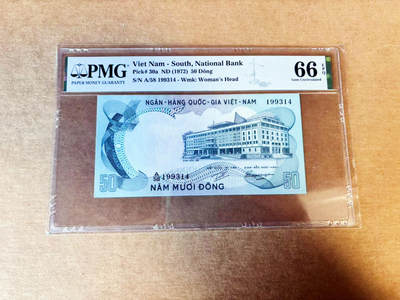 PMG
PAPER MONEY GUARANTY
Viet Nam - South, National Bank
Pick# 30a ND (1972) 50 Dông
S/N A/58 199314 - Wmk: Woman's Head
66 EPQ
Gem Uncirculated
NGÂN-HÀNG QUỐC-GIA VIỆT-NAM
199314
199314
50
NĂM MƯƠI ĐỒNG
50